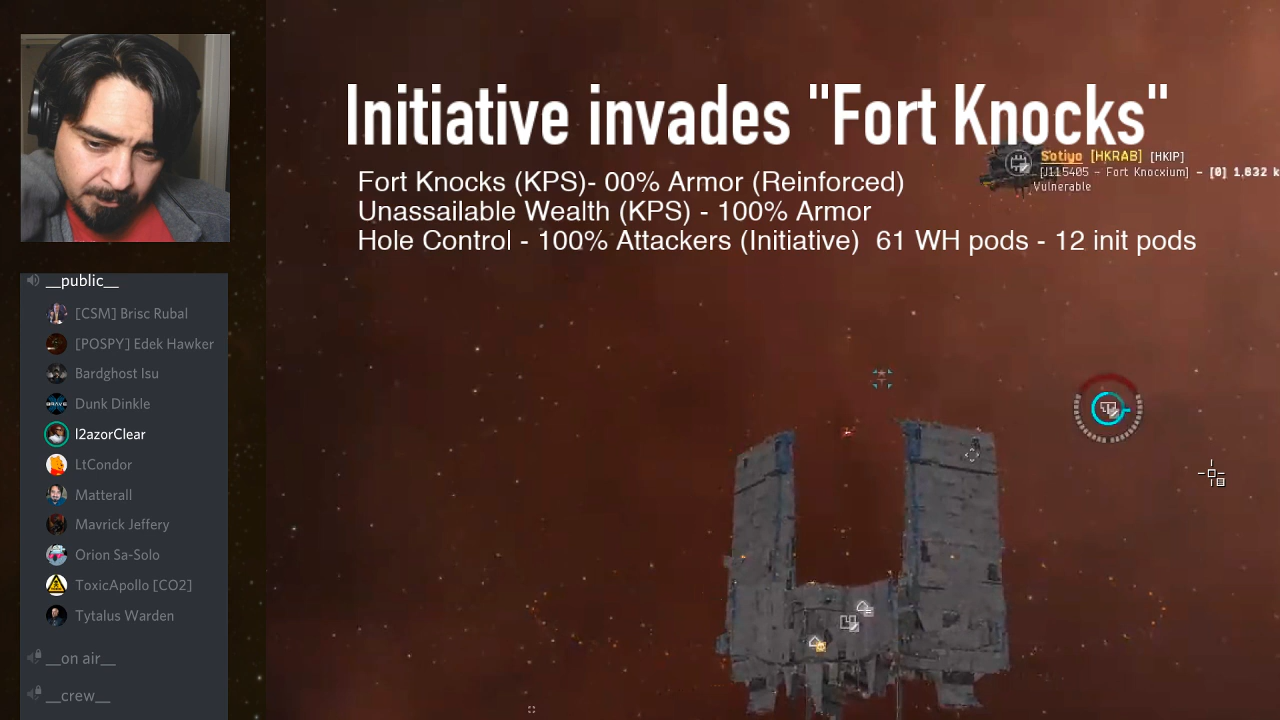 Initiative invades "Fort Knocks"
Sotiyo [HKRAB] [HKIP]
[J115405 – Fort Knocxium] – [0] 1,832 k
Vulnerable
Fort Knocks (KPS)- 00% Armor (Reinforced)
Unassailable Wealth (KPS) - 100% Armor
Hole Control - 100% Attackers (Initiative)  61 WH pods - 12 init pods
__public__
[CSM] Brisc Rubal
[POSPY] Edek Hawker
Bardghost Isu
Dunk Dinkle
l2azorClear
LtCondor
Matterall
Mavrick Jeffery
Orion Sa-Solo
ToxicApollo [CO2]
Tytalus Warden
__on air__
__crew__